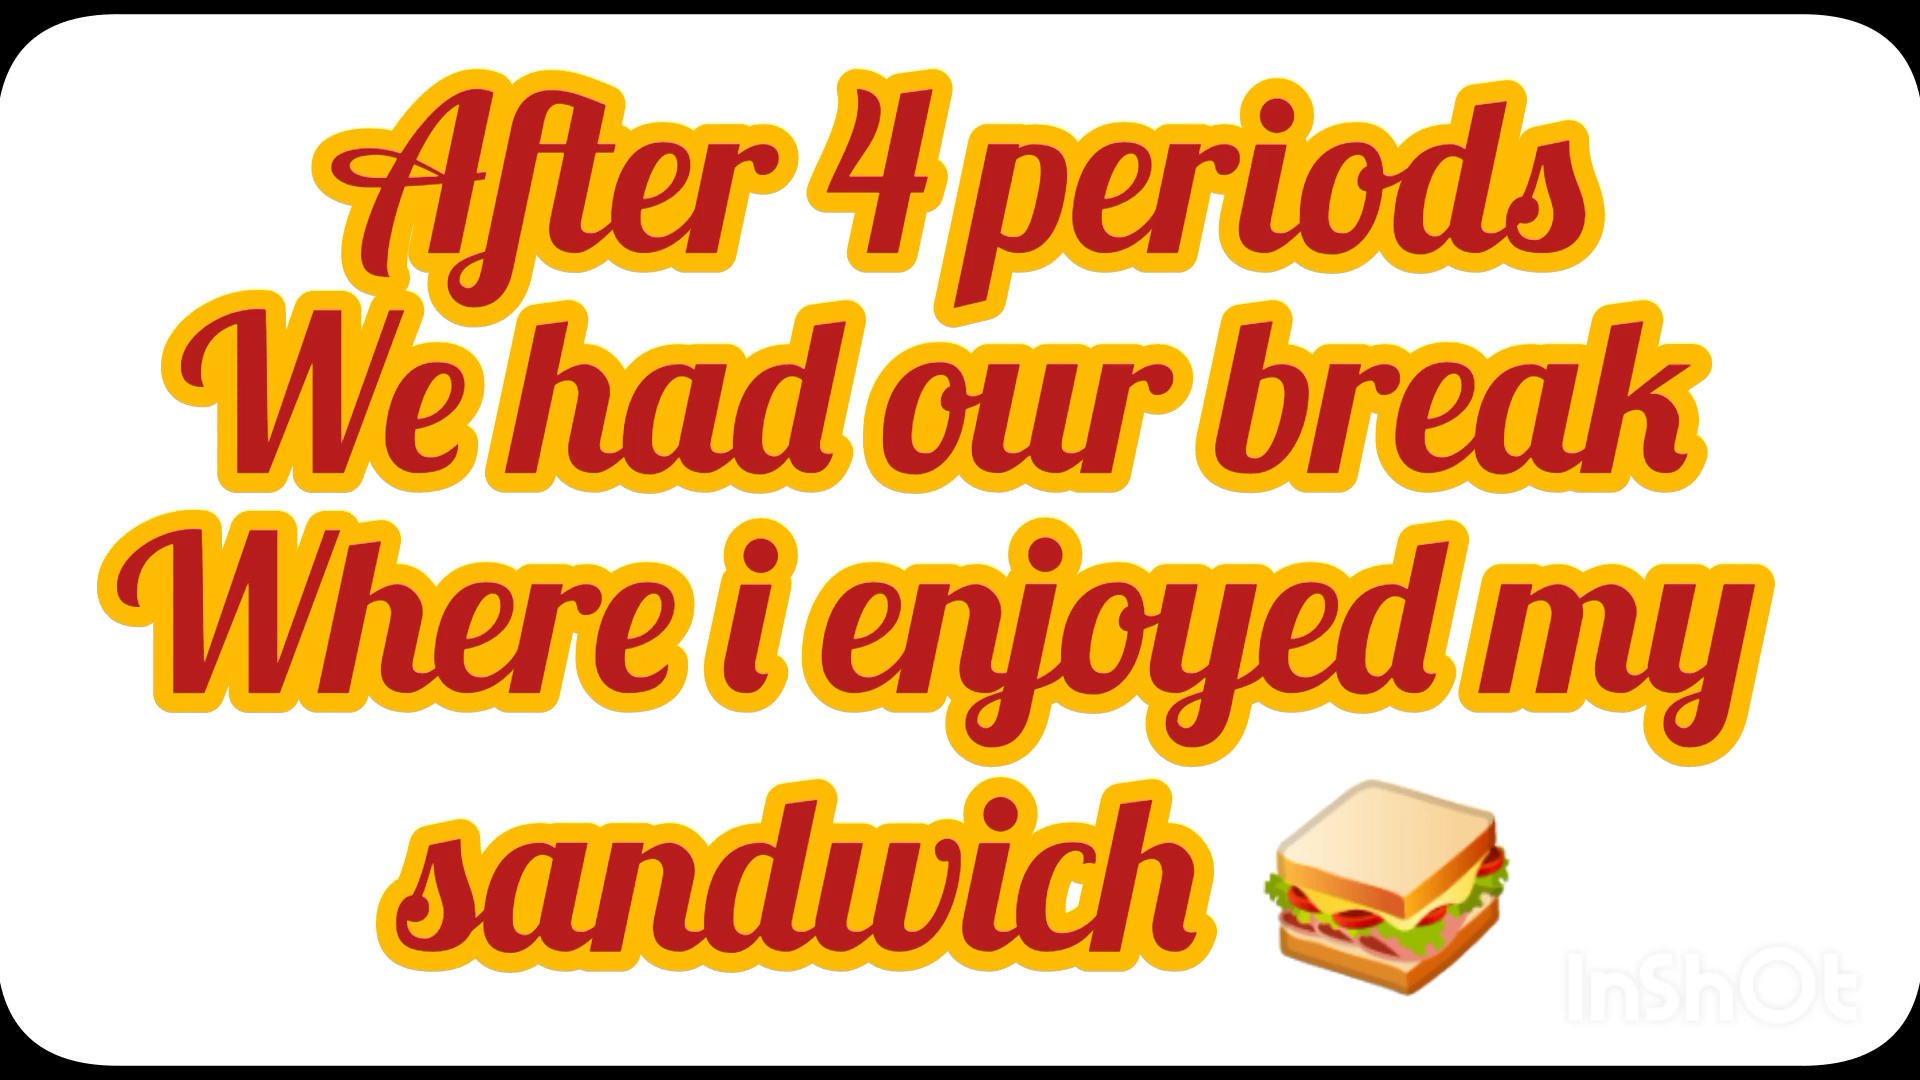 After 4 periods
We had our break
Where i enjoyed my
sandwich 🥪
InShOt